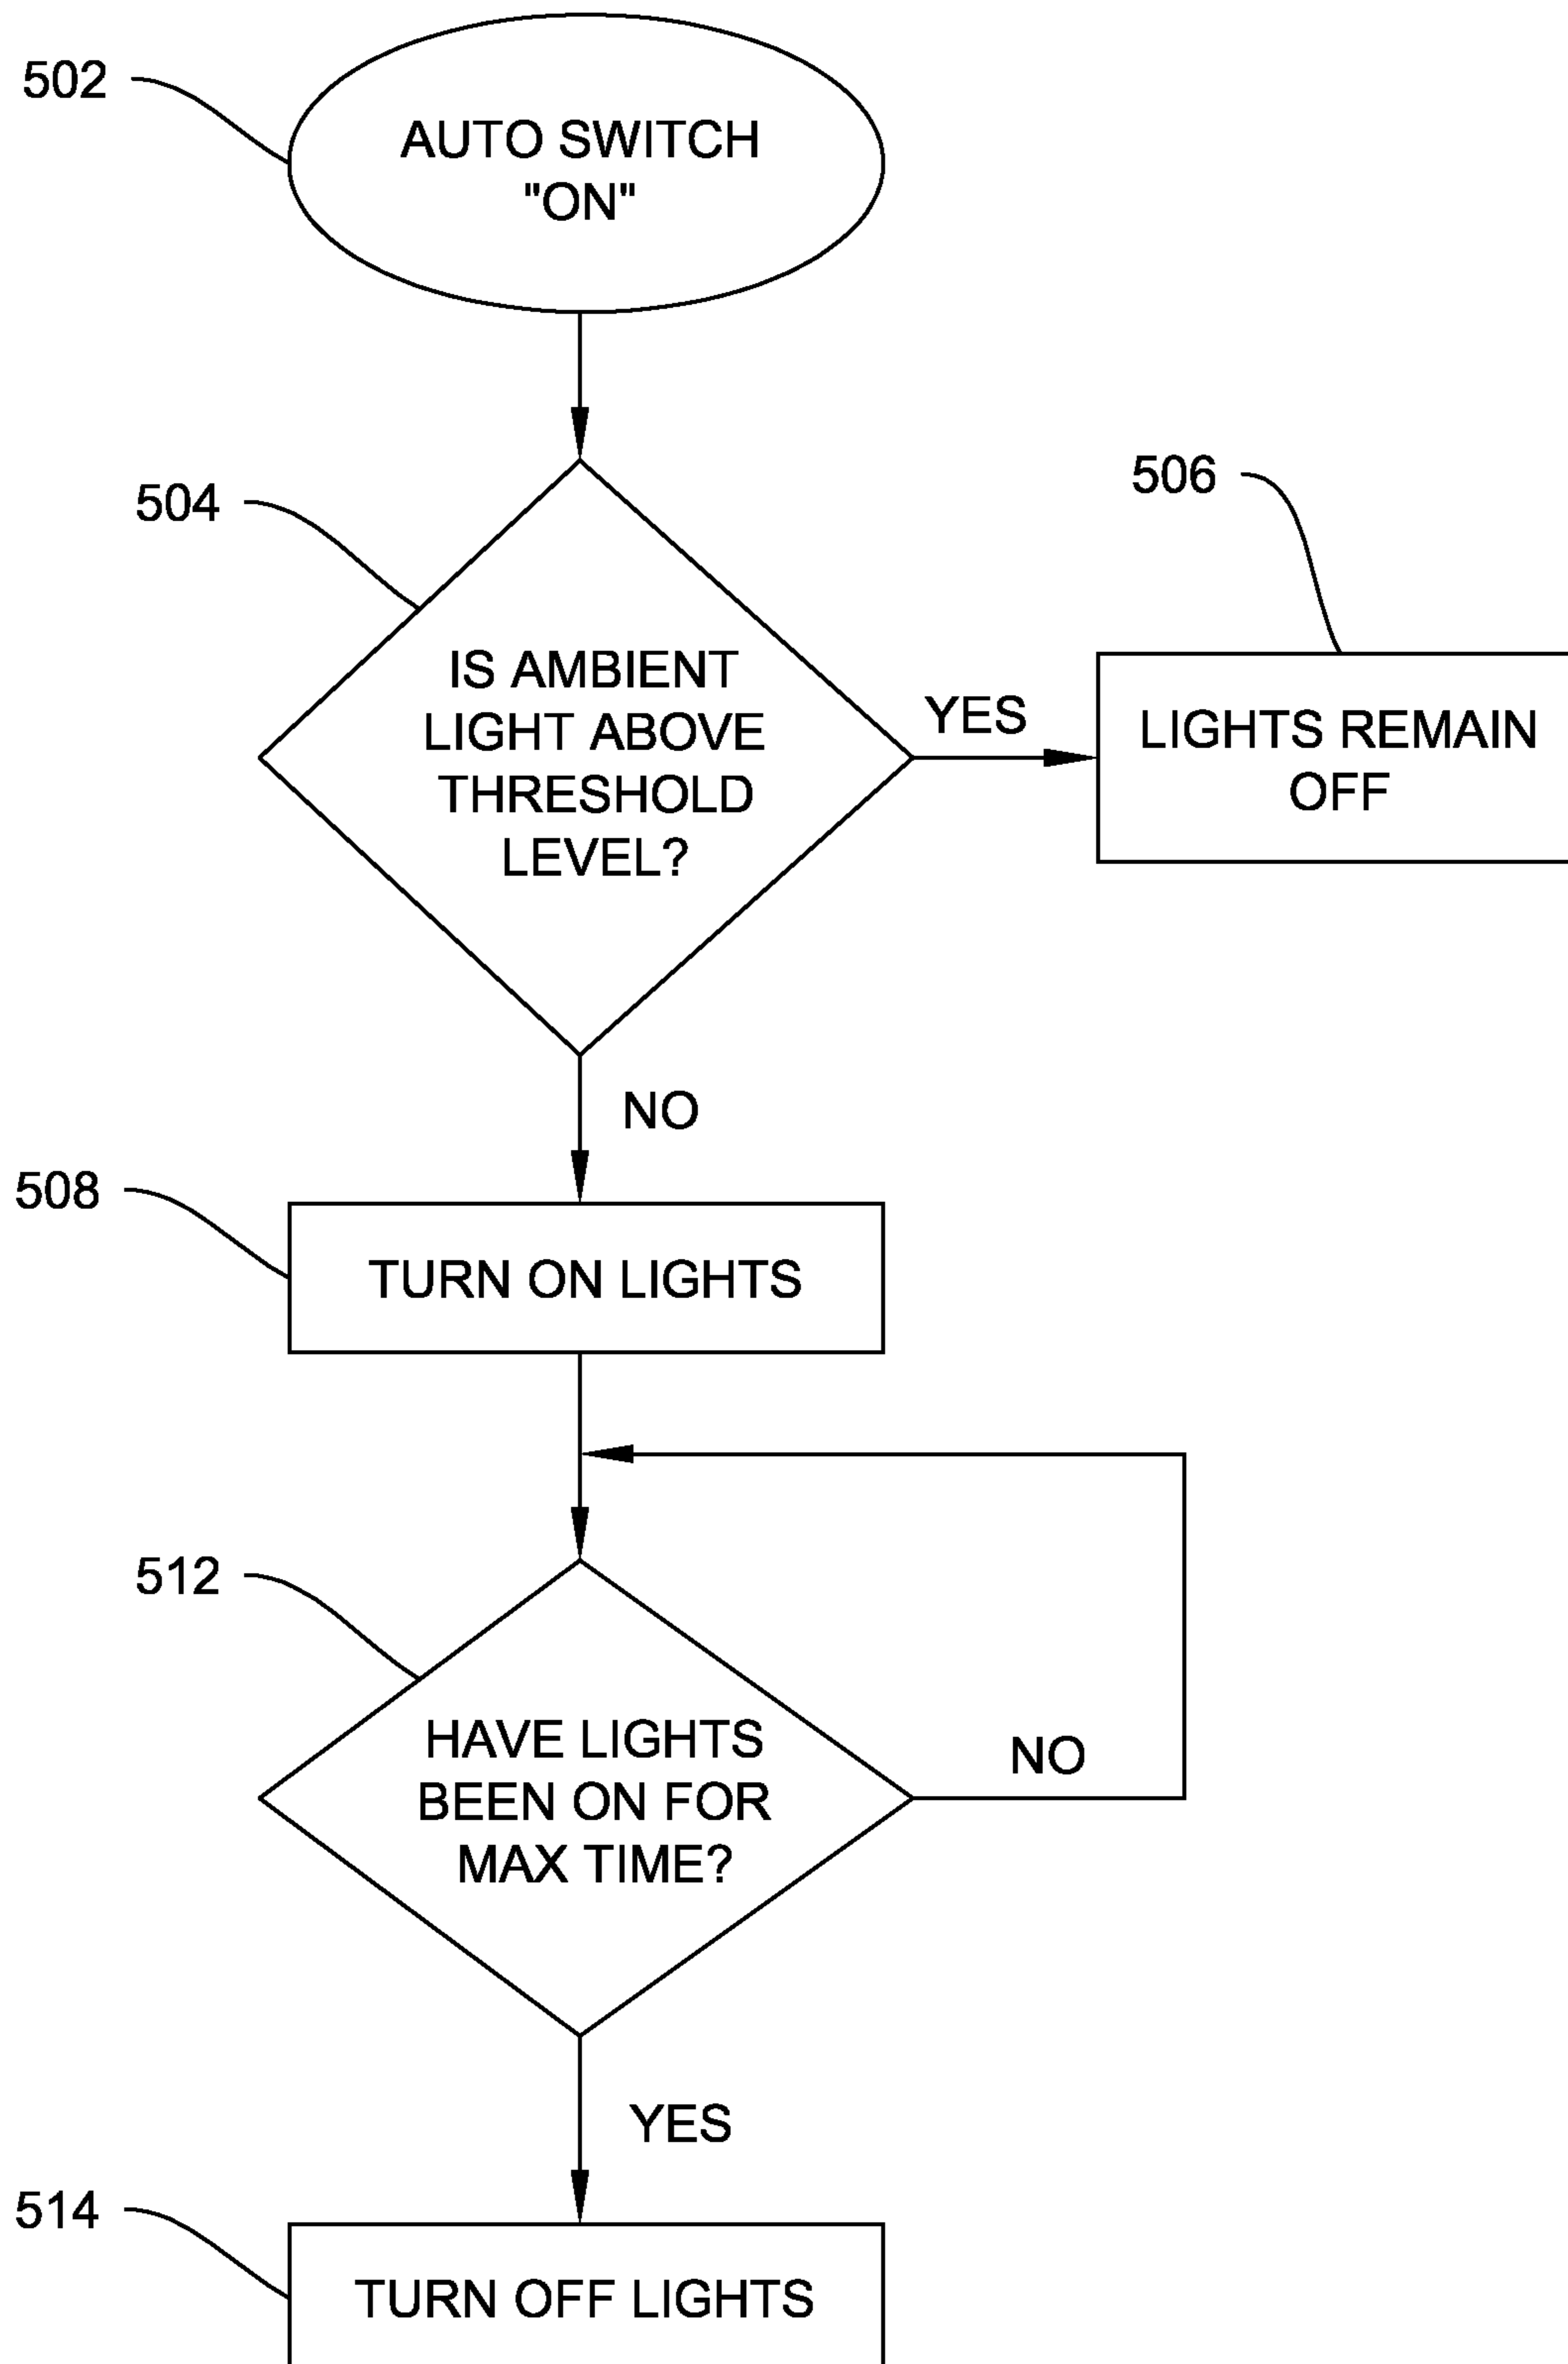 502
AUTO SWITCH
"ON"
504
IS AMBIENT
LIGHT ABOVE
THRESHOLD
LEVEL?
YES
506
LIGHTS REMAIN
OFF
NO
508
TURN ON LIGHTS
512
HAVE LIGHTS
BEEN ON FOR
MAX TIME?
NO
YES
514
TURN OFF LIGHTS